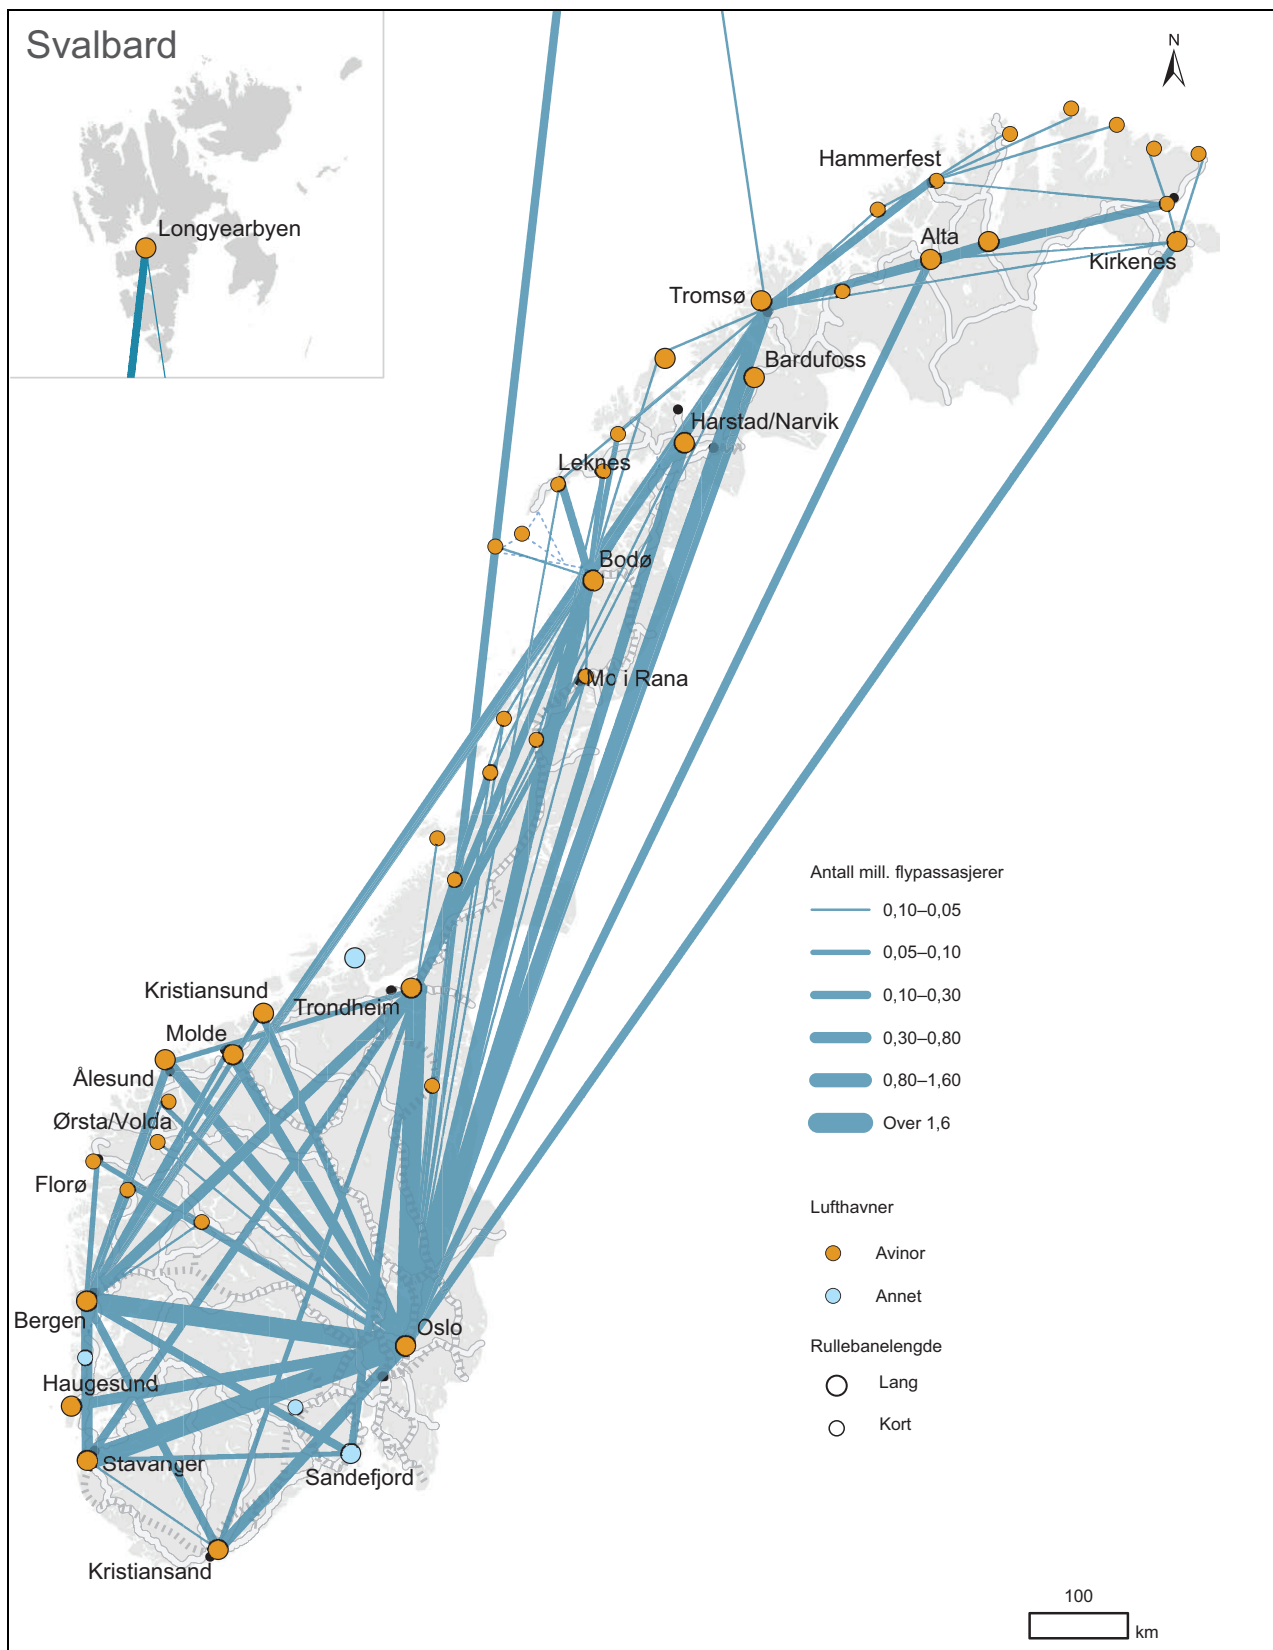 Svalbard
N
Hammerfest
Longyearbyen
Alta
Kirkenes
Tromsø
Bardufoss
Harstad/Narvik
Leknes
Bodø
Mo i Rana
Antall mill. flypassasjerer
0,10–0,05
0,05–0,10
0,10–0,30
0,30–0,80
0,80–1,60
Over 1,6
Kristiansund
Trondheim
Molde
Ålesund
Ørsta/Volda
Florø
Lufthavner
Avinor
Annet
Bergen
Oslo
Rullebanelengde
Lang
Kort
Haugesund
Stavanger
Sandefjord
Kristiansand
100
km